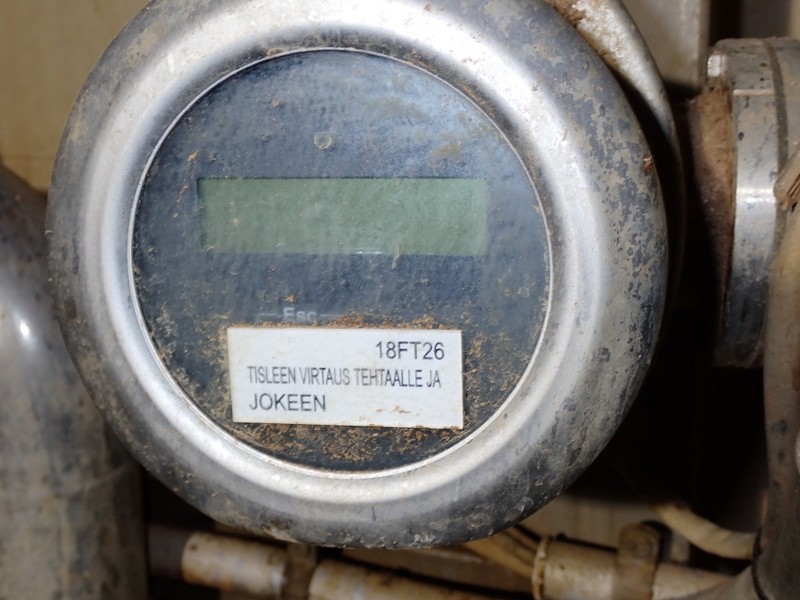 Esc
18FT26
TISLEEN VIRTAUS TEHTAALLE JA
JOKEEN